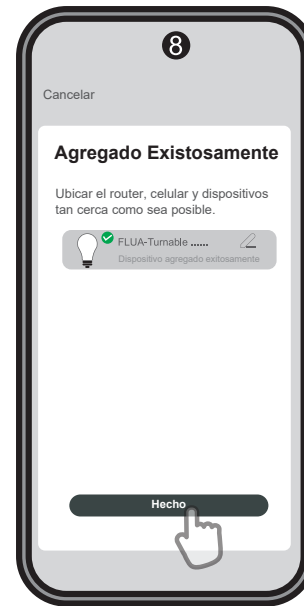 8
Cancelar
Agregado Existosamente
Ubicar el router, celular y dispositivos
tan cerca como sea posible.
FLUA-Turnable ......
Dispositivo agregado exitosamente
Hecho